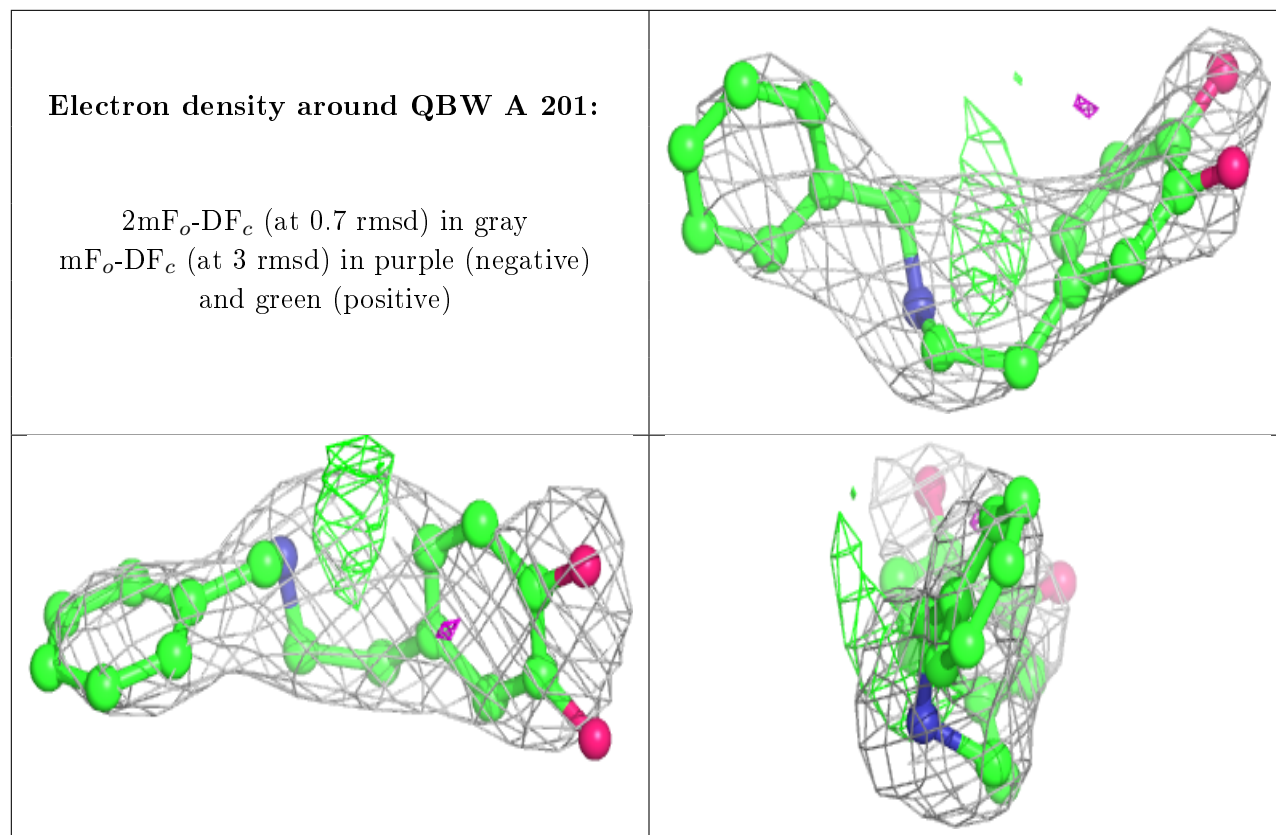 Electron density around QBW A 201:
2mFo-DFc (at 0.7 rmsd) in gray
mFo-DFc (at 3 rmsd) in purple (negative)
and green (positive)